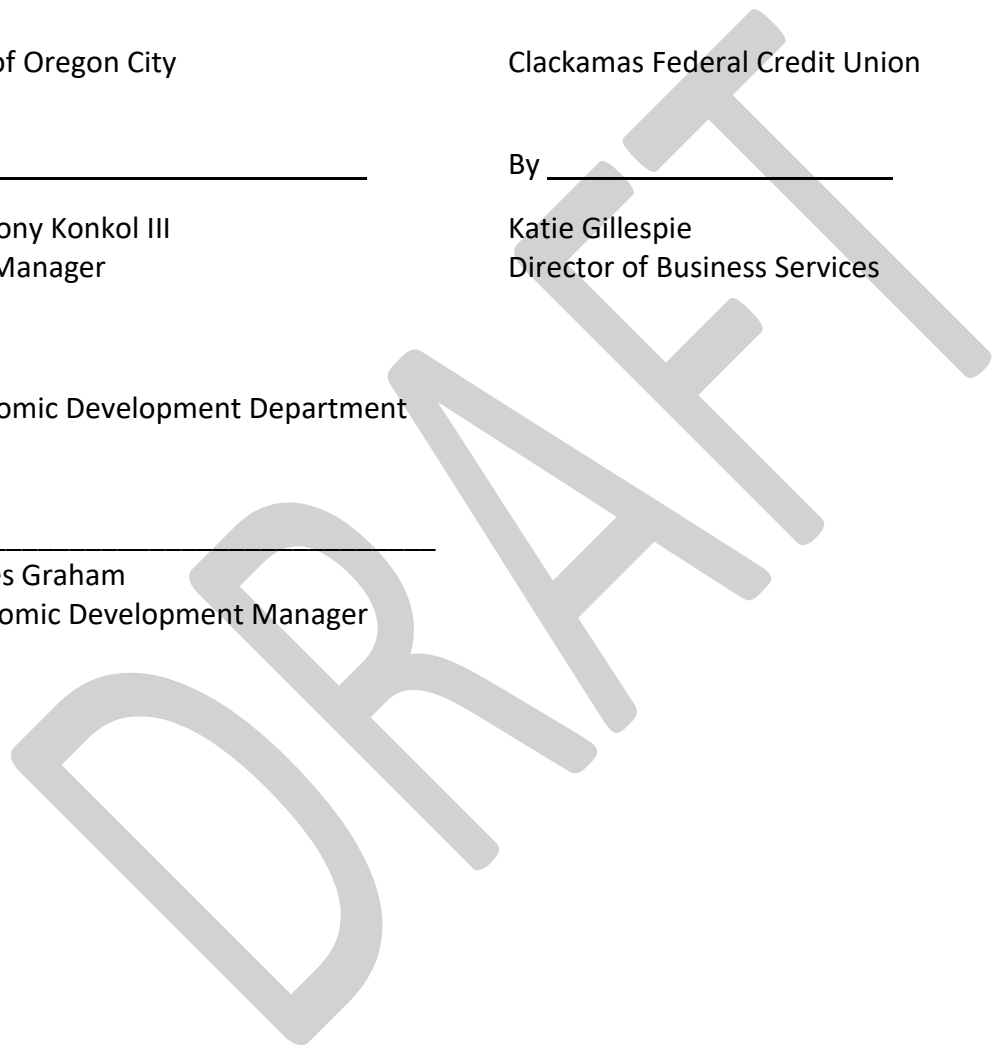 of Oregon City
Clackamas Federal Credit Union
By
ony Konkol III
Manager
Katie Gillespie
Director of Business Services
omic Development Department
es Graham
omic Development Manager
DRAFT